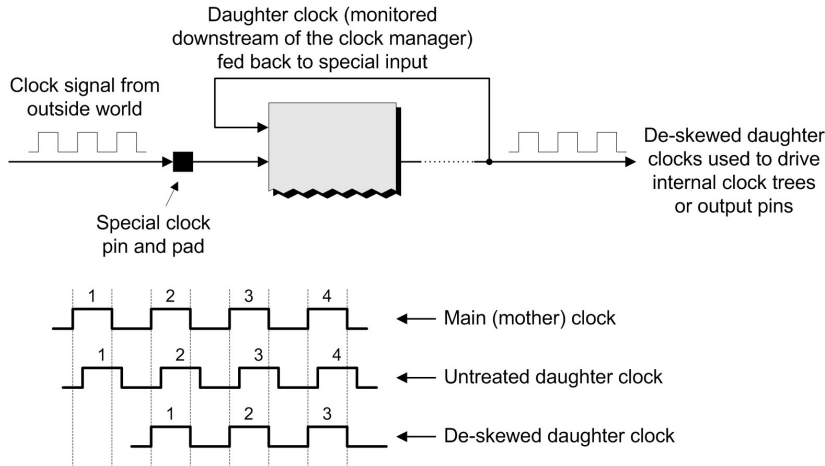 Daughter clock (monitored
downstream of the clock manager)
fed back to special input
Clock signal from
outside world
Special clock
pin and pad
De-skewed daughter
clocks used to drive
internal clock trees
or output pins
1 2 3 4
Main (mother) clock
1 2 3 4
Untreated daughter clock
1 2 3
De-skewed daughter clock